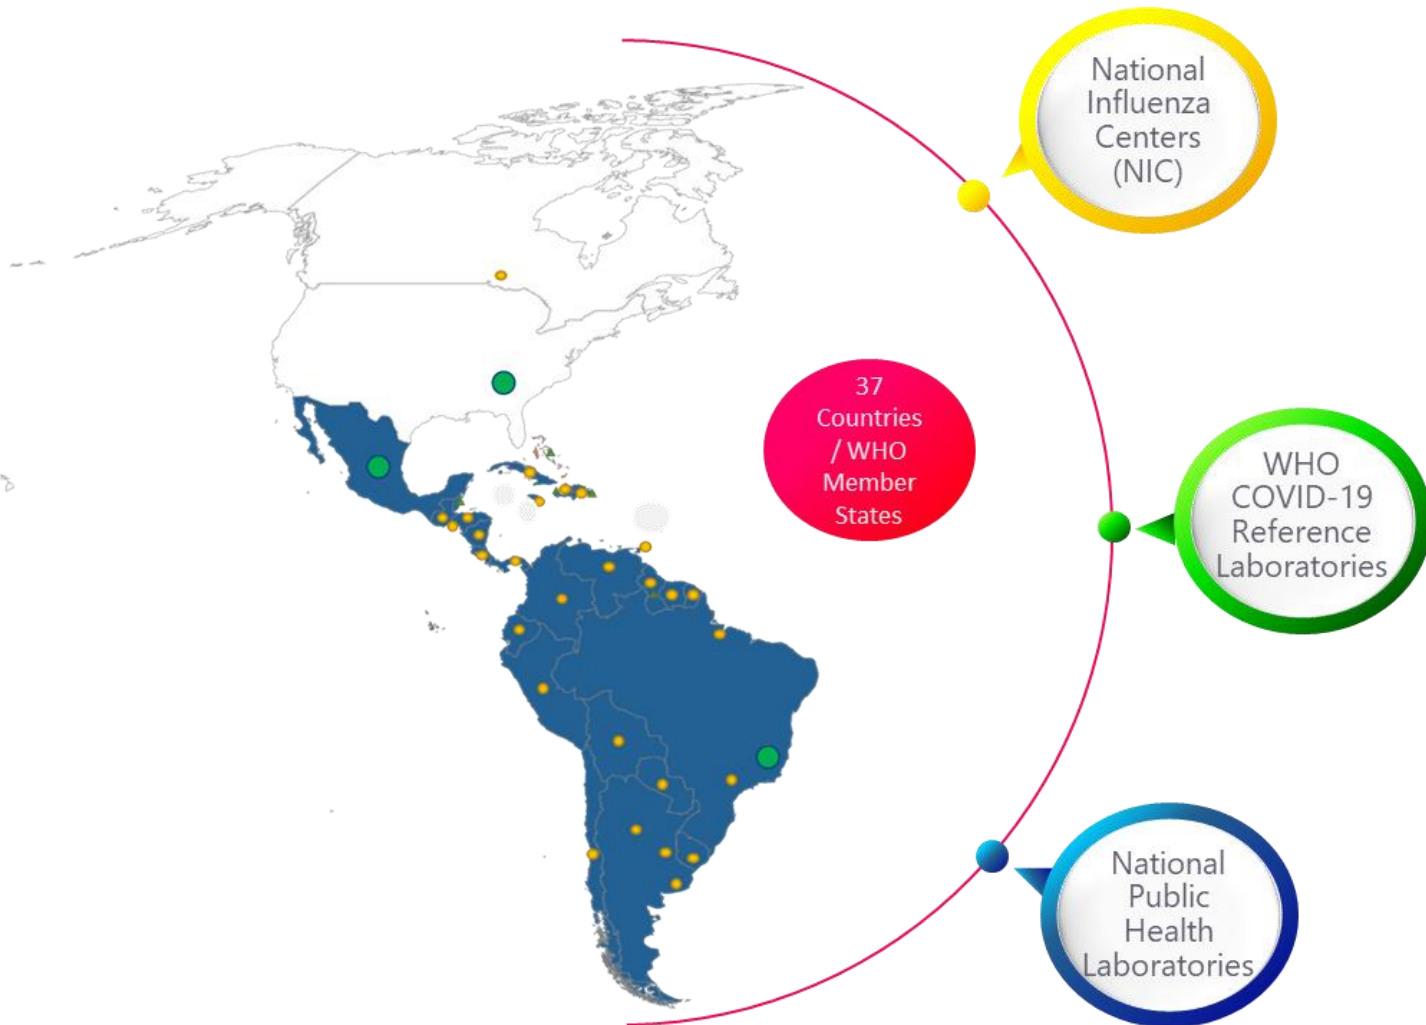 National
Influenza
Centers
(NIC)
37
Countries
/ WHO
Member
States
WHO
COVID-19
Reference
Laboratories
National
Public
Health
Laboratories